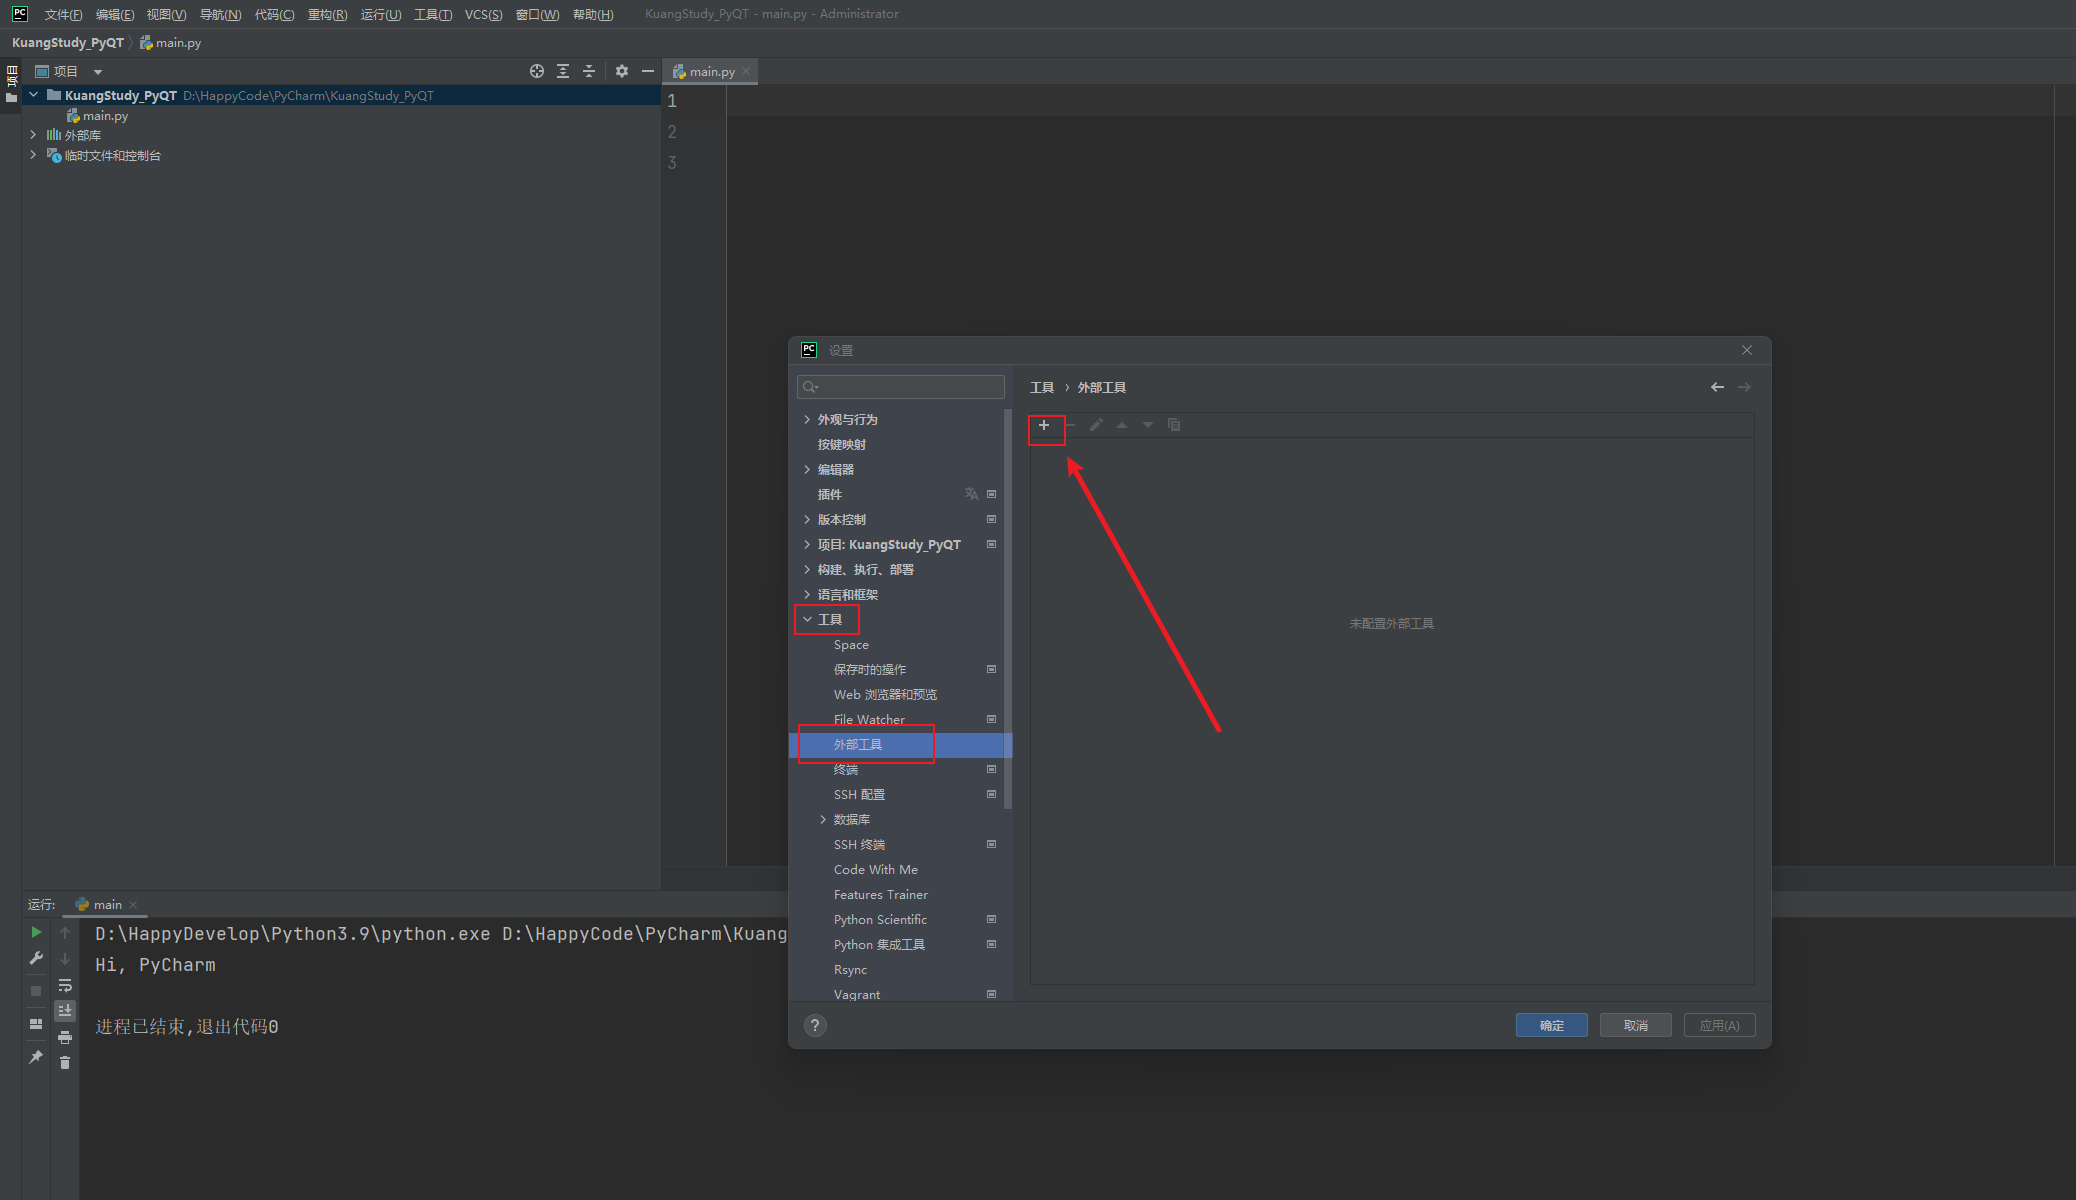 PC 文件(F) 编辑(E) 视图(V) 导航(N) 代码(C) 重构(R) 运行(U) 工具(T) VCS(S) 窗口(W) 帮助(H) KuangStudy_PyQT - main.py - Administrator
KuangStudy_PyQT main.py
项目
项目
main.py
KuangStudy_PyQT D:\HappyCode\PyCharm\KuangStudy_PyQT
main.py
外部库
临时文件和控制台
1
2
3
PC 设置
工具 › 外部工具
外观与行为
按键映射
编辑器
插件
版本控制
项目: KuangStudy_PyQT
构建、执行、部署
语言和框架
工具
Space
保存时的操作
Web 浏览器和预览
File Watcher
外部工具
终端
SSH 配置
数据库
SSH 终端
Code With Me
Features Trainer
Python Scientific
Python 集成工具
Rsync
Vagrant
未配置外部工具
? 确定 取消 应用(A)
运行: main
D:\HappyDevelop\Python3.9\python.exe D:\HappyCode\PyCharm\Kuang
Hi, PyCharm
进程已结束,退出代码0